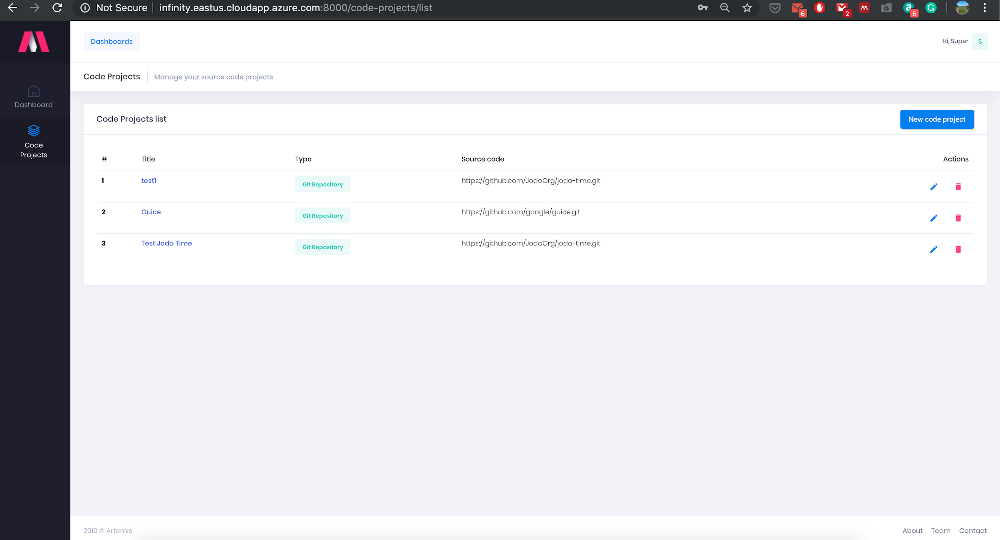 Not Secure infinity.eastus.cloudapp.azure.com:8000/code-projects/list 6 2 a 5 G
Dashboards Hi, Super S
Code Projects Manage your source code projects
Dashboard
Code
Projects
Code Projects list New code project
# Title Type Source code Actions
1 test1 Git Repository https://github.com/JodaOrg/joda-time.git
2 Guice Git Repository https://github.com/google/guice.git
3 Test Joda Time Git Repository https://github.com/JodaOrg/joda-time.git
2019 © Artemis About Team Contact